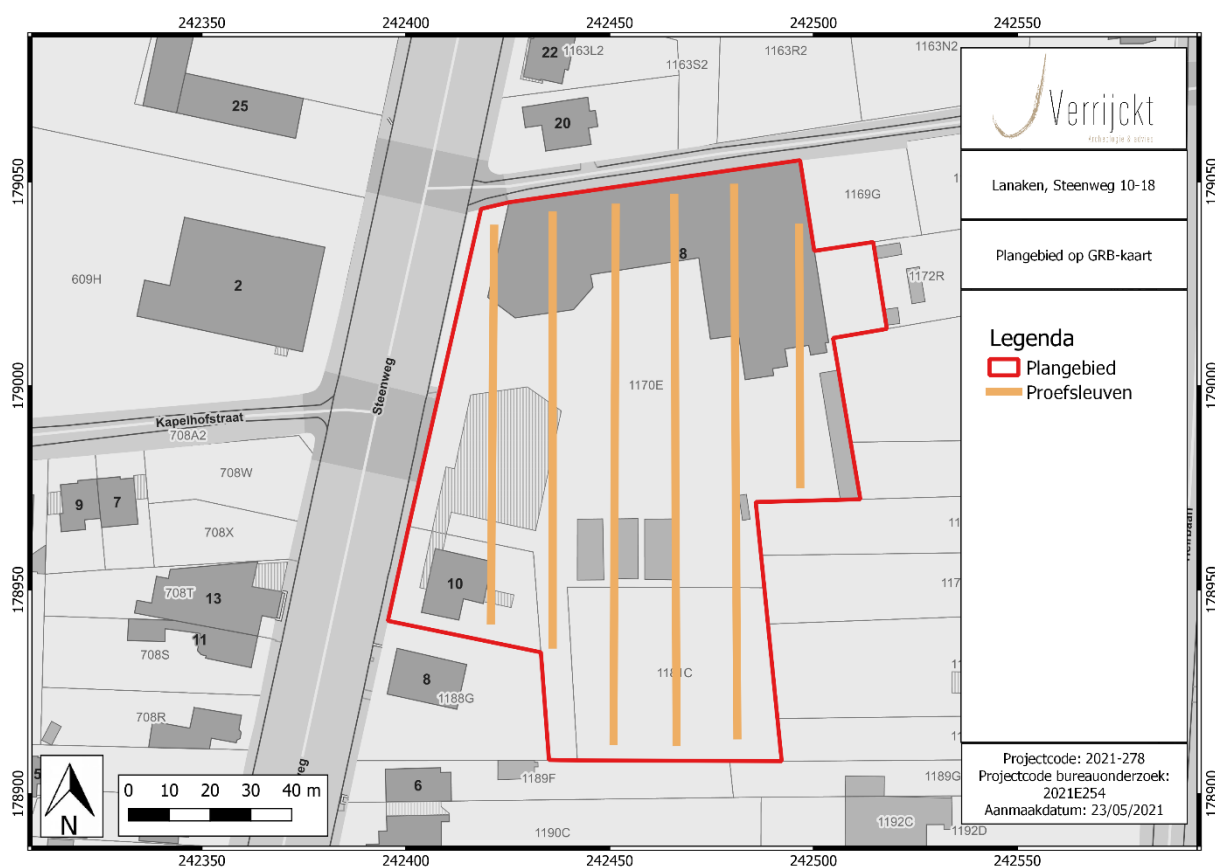 242350
242400
242450
242500
242550
179050
179000
178950
178900
179050
179000
178950
178900
242350
242400
242450
242500
242550
22
1163L2
1163S2
1163R2
1163N2
25
20
1169G
609H
2
8
1172R
Steenweg
1170E
Kapelhofstraat
708A2
708W
9
7
708X
708T
13
10
11
708S
8
1181C
1188G
708R
6
1189F
1189G
1190C
1192C
1192D
0 10 20 30 40 m
N
Verrijckt
Archeologie & advies
Lanaken, Steenweg 10-18
Plangebied op GRB-kaart
Legenda
Plangebied
Proefsleuven
Projectcode: 2021-278
Projectcode bureauonderzoek:
2021E254
Aanmaakdatum: 23/05/2021